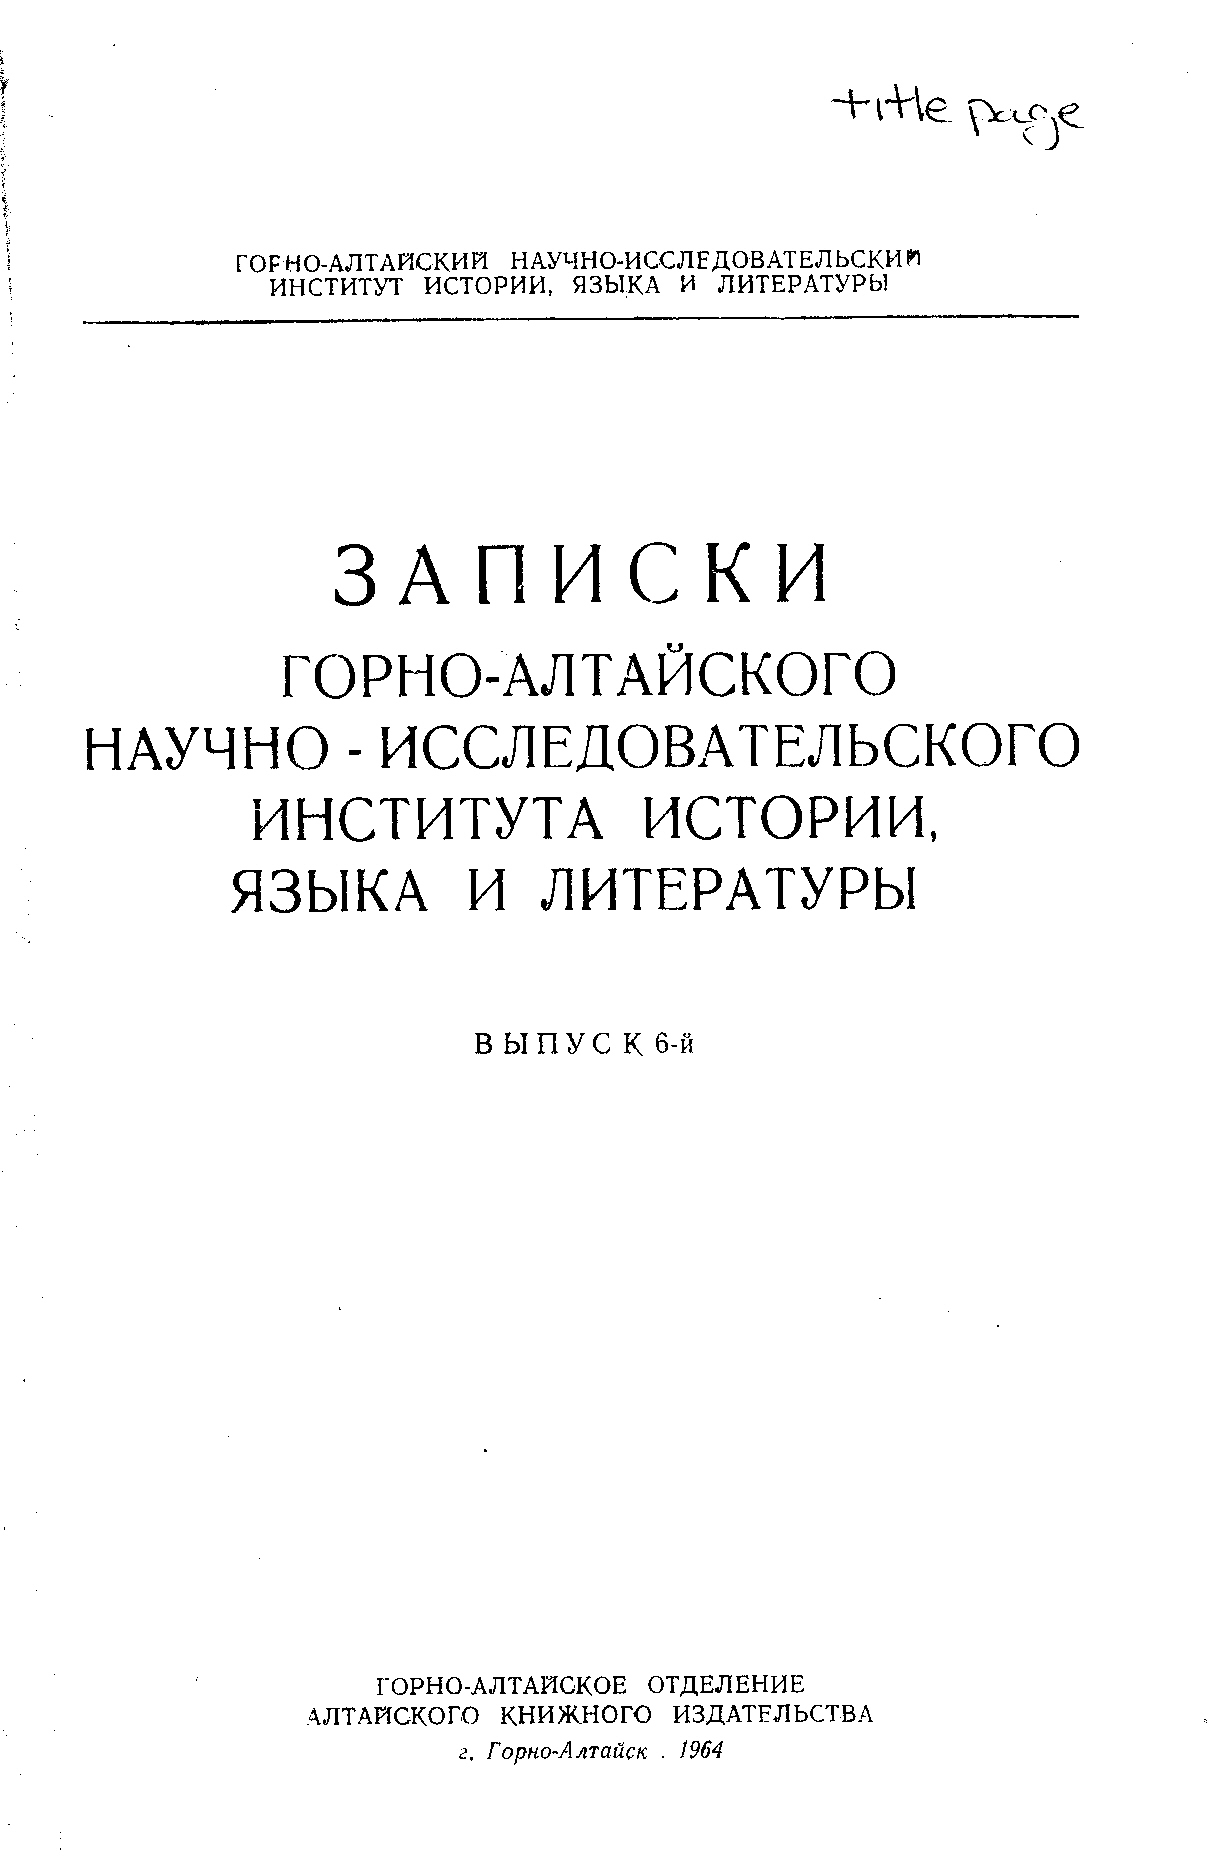 title page
ГОРНО-АЛТАЙСКИЙ НАУЧНО-ИССЛЕДОВАТЕЛЬСКИЙ
ИНСТИТУТ ИСТОРИИ, ЯЗЫКА И ЛИТЕРАТУРЫ
ЗАПИСКИ
ГОРНО-АЛТАЙСКОГО
НАУЧНО - ИССЛЕДОВАТЕЛЬСКОГО
ИНСТИТУТА ИСТОРИИ,
ЯЗЫКА И ЛИТЕРАТУРЫ
ВЫПУСК 6-й
ГОРНО-АЛТАЙСКОЕ ОТДЕЛЕНИЕ
АЛТАЙСКОГО КНИЖНОГО ИЗДАТЕЛЬСТВА
г. Горно-Алтайск . 1964